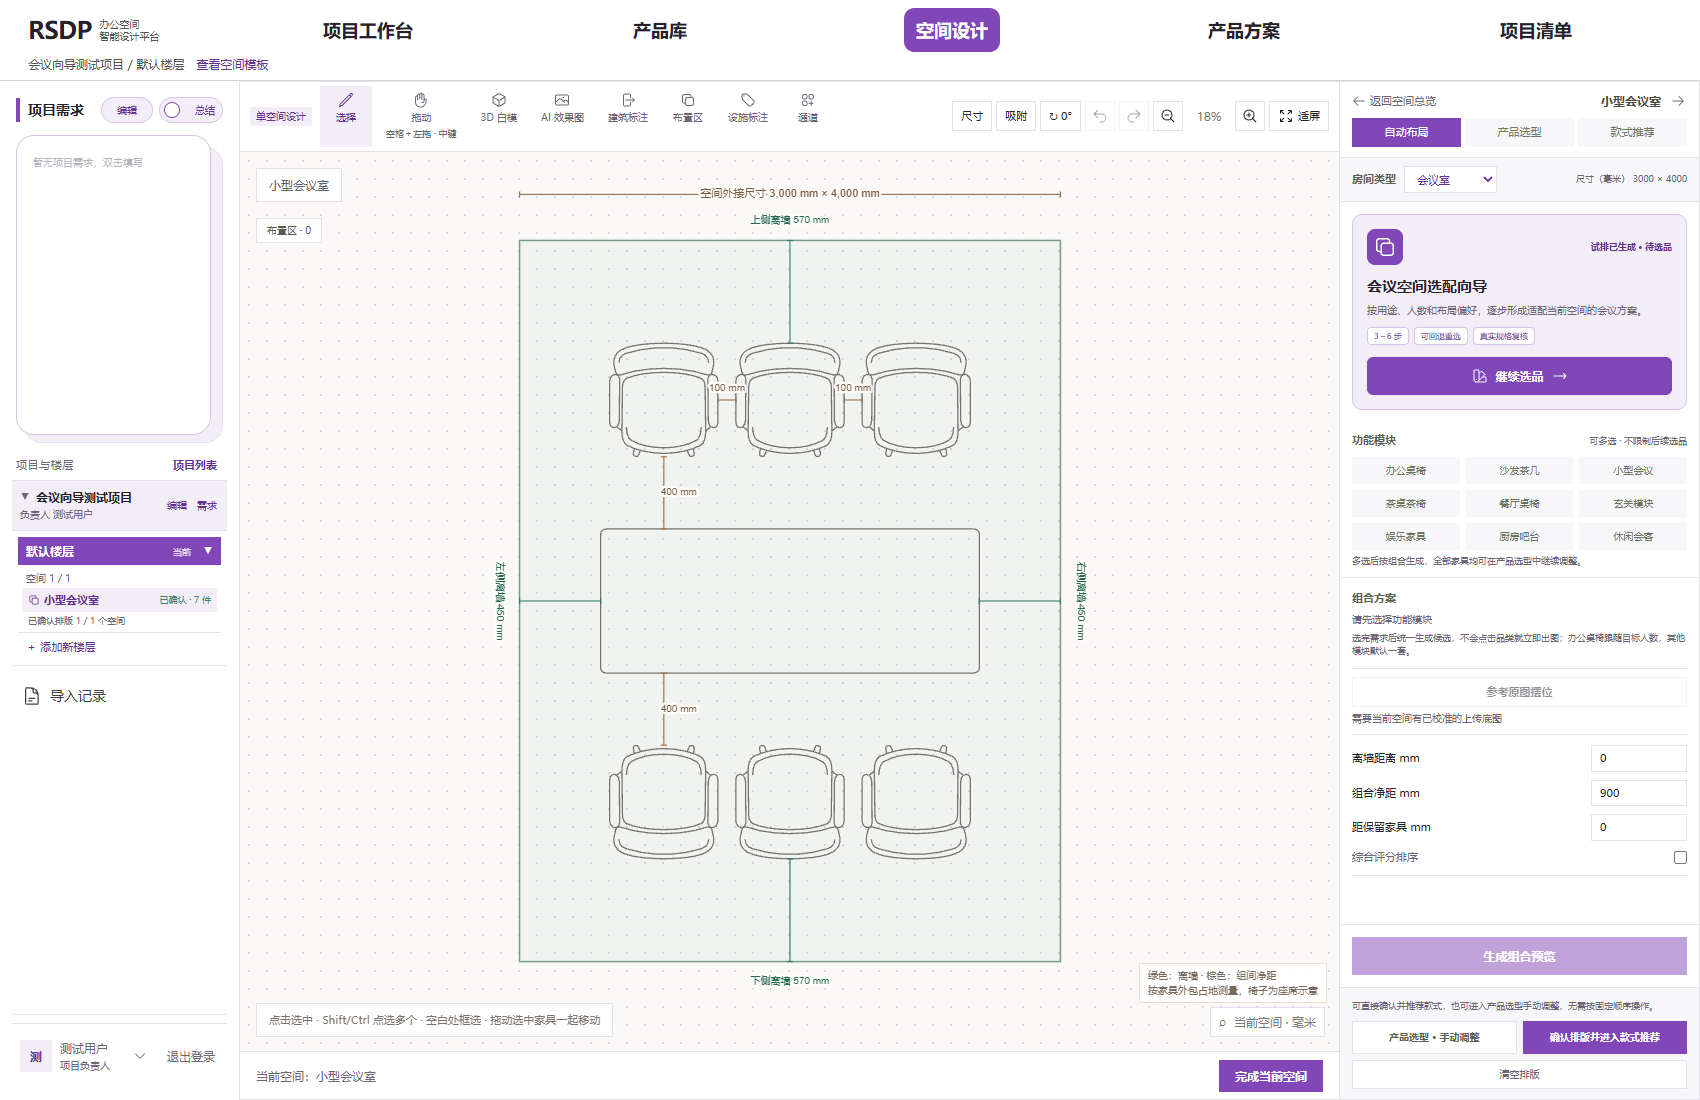 RSDP
办公空间
智能设计平台
项目工作台
产品库
空间设计
产品方案
项目清单
会议向导测试项目 / 默认楼层 查看空间模板
项目需求
编辑
总结
暂无项目需求，双击填写
项目与楼层
项目列表
▼ 会议向导测试项目
负责人 测试用户
编辑 需求
默认楼层
当前 ▼
空间 1 / 1
小型会议室
已确认 · 7 件
已确认排版 1 / 1 个空间
+ 添加新楼层
导入记录
测
测试用户
项目负责人
退出登录
单空间设计
选择
拖动
空格 + 左拖 · 中键
3D 白模
AI 效果图
建筑标注
布置区
设施标注
通道
尺寸
吸附
↻ 0°
18%
适屏
小型会议室
布置区 · 0
空间外接尺寸·3,000 mm × 4,000 mm
上侧离墙 570 mm
100 mm
100 mm
400 mm
左侧离墙 450 mm
右侧离墙 450 mm
400 mm
下侧离墙 570 mm
绿色：离墙 · 棕色：组间净距
按家具外包占地测量，椅子为座席示意
点击选中 · Shift/Ctrl 点选多个 · 空白处框选 · 拖动选中家具一起移动
当前空间 · 毫米
当前空间：小型会议室
完成当前空间
返回空间总览
小型会议室
自动布局
产品选型
款式推荐
房间类型
会议室
尺寸（毫米） 3000 × 4000
试排已生成 • 待选品
会议空间选配向导
按用途、人数和布局偏好，逐步形成适配当前空间的会议方案。
3 – 6 步
可回退重选
真实规格复核
继续选品
功能模块
可多选 · 不限制后续选品
办公桌椅
沙发茶几
小型会议
茶桌茶椅
餐厅桌椅
玄关模块
娱乐家具
厨房吧台
休闲会客
多选后按组合生成，全部家具均可在产品选型中继续调整。
组合方案
请先选择功能模块
选完需求后统一生成候选，不会点击品类就立即出图；办公桌椅跟随目标人数，其他
模块默认一套。
参考原图摆位
需要当前空间有已校准的上传底图
离墙距离 mm
0
组合净距 mm
900
距保留家具 mm
0
综合评分排序
生成组合预览
可直接确认并推荐款式，也可进入产品选型手动调整，无需按固定顺序操作。
产品选型 • 手动调整
确认排版并进入款式推荐
清空排版